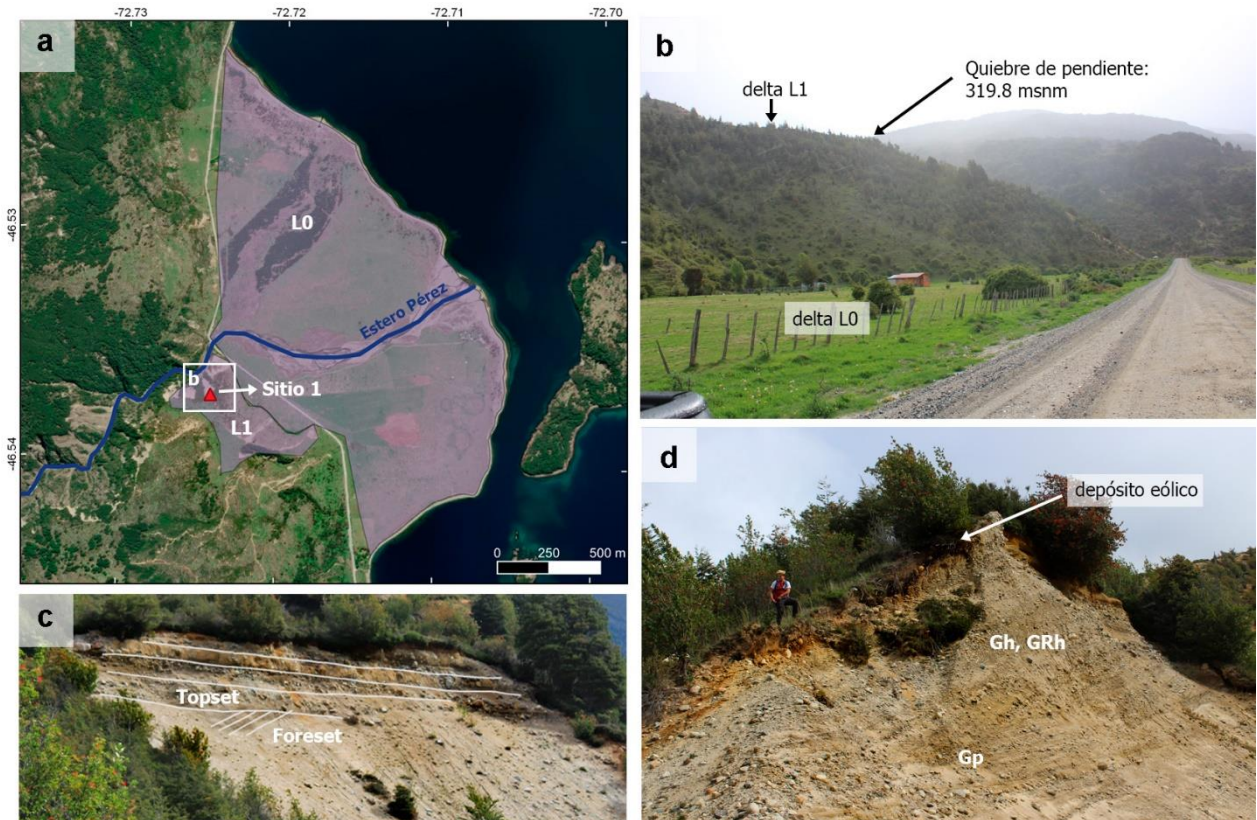 -72.73
-72.72
-72.71
-72.70
a
-46.53
-46.54
L0
Estero Pérez
b
Sitio 1
L1
0
250
500 m
b
delta L1
Quiebre de pendiente:
319.8 msnm
delta L0
c
Topset
Foreset
d
depósito eólico
Gh, GRh
Gp